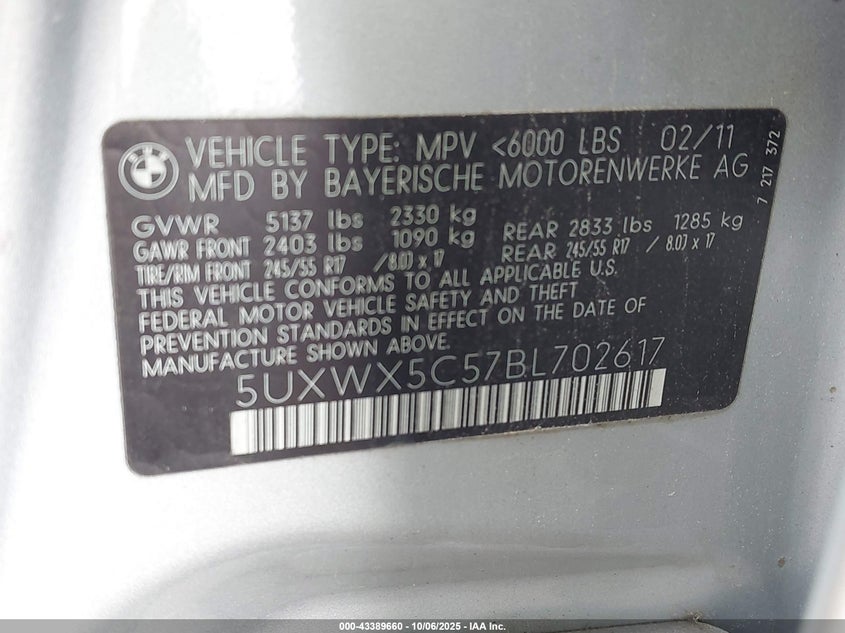 VEHICLE TYPE: MPV <6000 LBS 02/11
MFD BY BAYERISCHE MOTORENWERKE AG
7 217 372
GVWR 5137 lbs 2330 kg
GAWR FRONT 2403 lbs 1090 kg REAR 2833 lbs 1285 kg
TIRE/RIM FRONT 245/55 R17 / 8.0J x 17 REAR 245/55 R17 / 8.0J x 17
THIS VEHICLE CONFORMS TO ALL APPLICABLE U.S.
FEDERAL MOTOR VEHICLE SAFETY AND THEFT
PREVENTION STANDARDS IN EFFECT ON THE DATE OF
MANUFACTURE SHOWN ABOVE.
5UXWX5C57BL702617
000-43389660 - 10/06/2025 - IAA Inc.